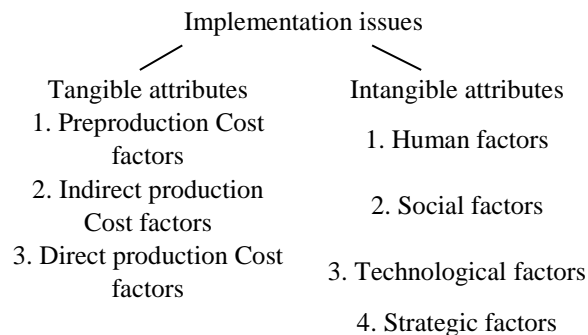 Implementation issues
Tangible attributes
1. Preproduction Cost
factors
2. Indirect production
Cost factors
3. Direct production Cost
factors
Intangible attributes
1. Human factors
2. Social factors
3. Technological factors
4. Strategic factors